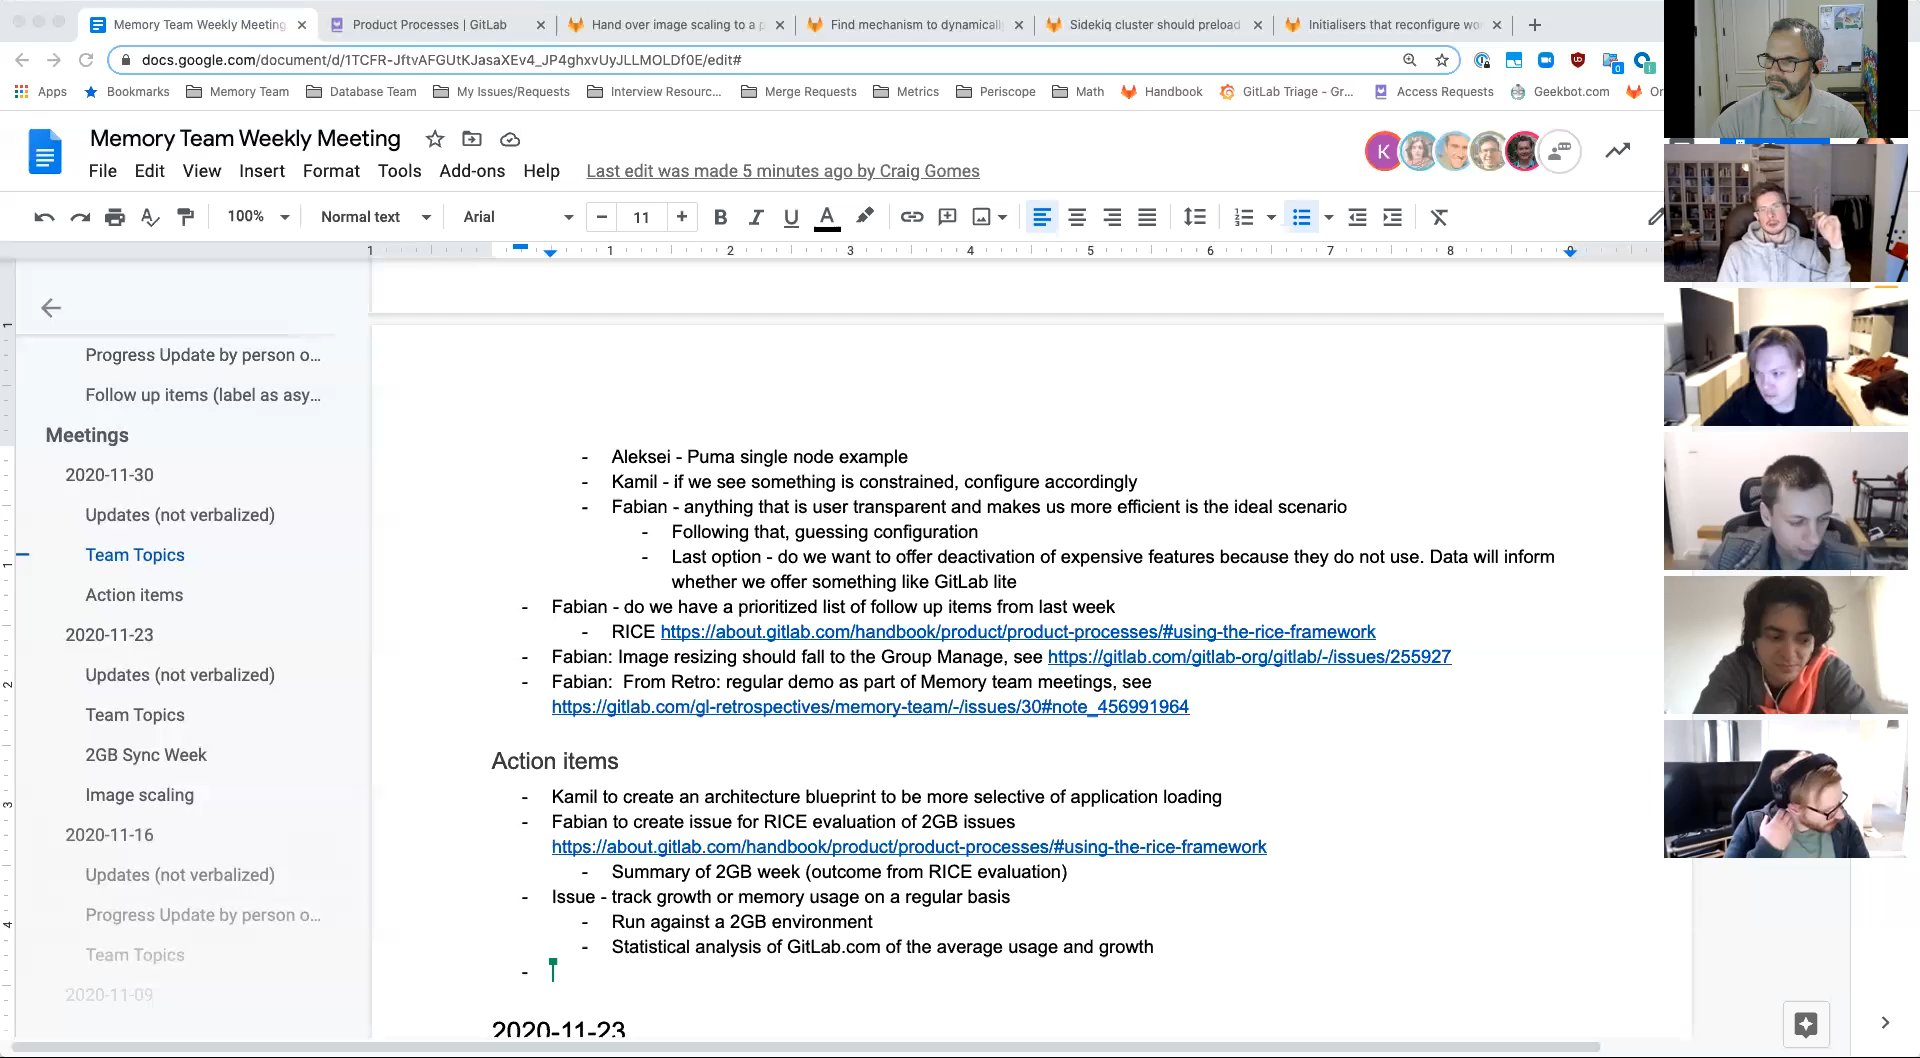 Memory Team Weekly Meeting
Product Processes | GitLab
Hand over image scaling to a p
Find mechanism to dynamicall
Sidekiq cluster should preload
Initialisers that reconfigure wo
docs.google.com/document/d/1TCFR-JftvAFGUtKJasaXEv4_JP4ghxvUyJLLMOLDf0E/edit#
Apps
Bookmarks
Memory Team
Database Team
My Issues/Requests
Interview Resourc...
Merge Requests
Metrics
Periscope
Math
Handbook
GitLab Triage - Gr...
Access Requests
Geekbot.com
Or
Memory Team Weekly Meeting
K
File Edit View Insert Format Tools Add-ons Help
Last edit was made 5 minutes ago by Craig Gomes
100%
Normal text
Arial
11
B I U A
1 1 2 3 4 5 6 7 8 9
Progress Update by person o...
Follow up items (label as asy...
Meetings
2020-11-30
Updates (not verbalized)
Team Topics
Action items
2020-11-23
Updates (not verbalized)
Team Topics
2GB Sync Week
Image scaling
2020-11-16
Updates (not verbalized)
Progress Update by person o...
Team Topics
2020-11-09
- Aleksei - Puma single node example
- Kamil - if we see something is constrained, configure accordingly
- Fabian - anything that is user transparent and makes us more efficient is the ideal scenario
- Following that, guessing configuration
- Last option - do we want to offer deactivation of expensive features because they do not use. Data will inform
whether we offer something like GitLab lite
- Fabian - do we have a prioritized list of follow up items from last week
- RICE https://about.gitlab.com/handbook/product/product-processes/#using-the-rice-framework
- Fabian: Image resizing should fall to the Group Manage, see https://gitlab.com/gitlab-org/gitlab/-/issues/255927
- Fabian: From Retro: regular demo as part of Memory team meetings, see
https://gitlab.com/gl-retrospectives/memory-team/-/issues/30#note_456991964
Action items
- Kamil to create an architecture blueprint to be more selective of application loading
- Fabian to create issue for RICE evaluation of 2GB issues
https://about.gitlab.com/handbook/product/product-processes/#using-the-rice-framework
- Summary of 2GB week (outcome from RICE evaluation)
- Issue - track growth or memory usage on a regular basis
- Run against a 2GB environment
- Statistical analysis of GitLab.com of the average usage and growth
-
2020-11-23